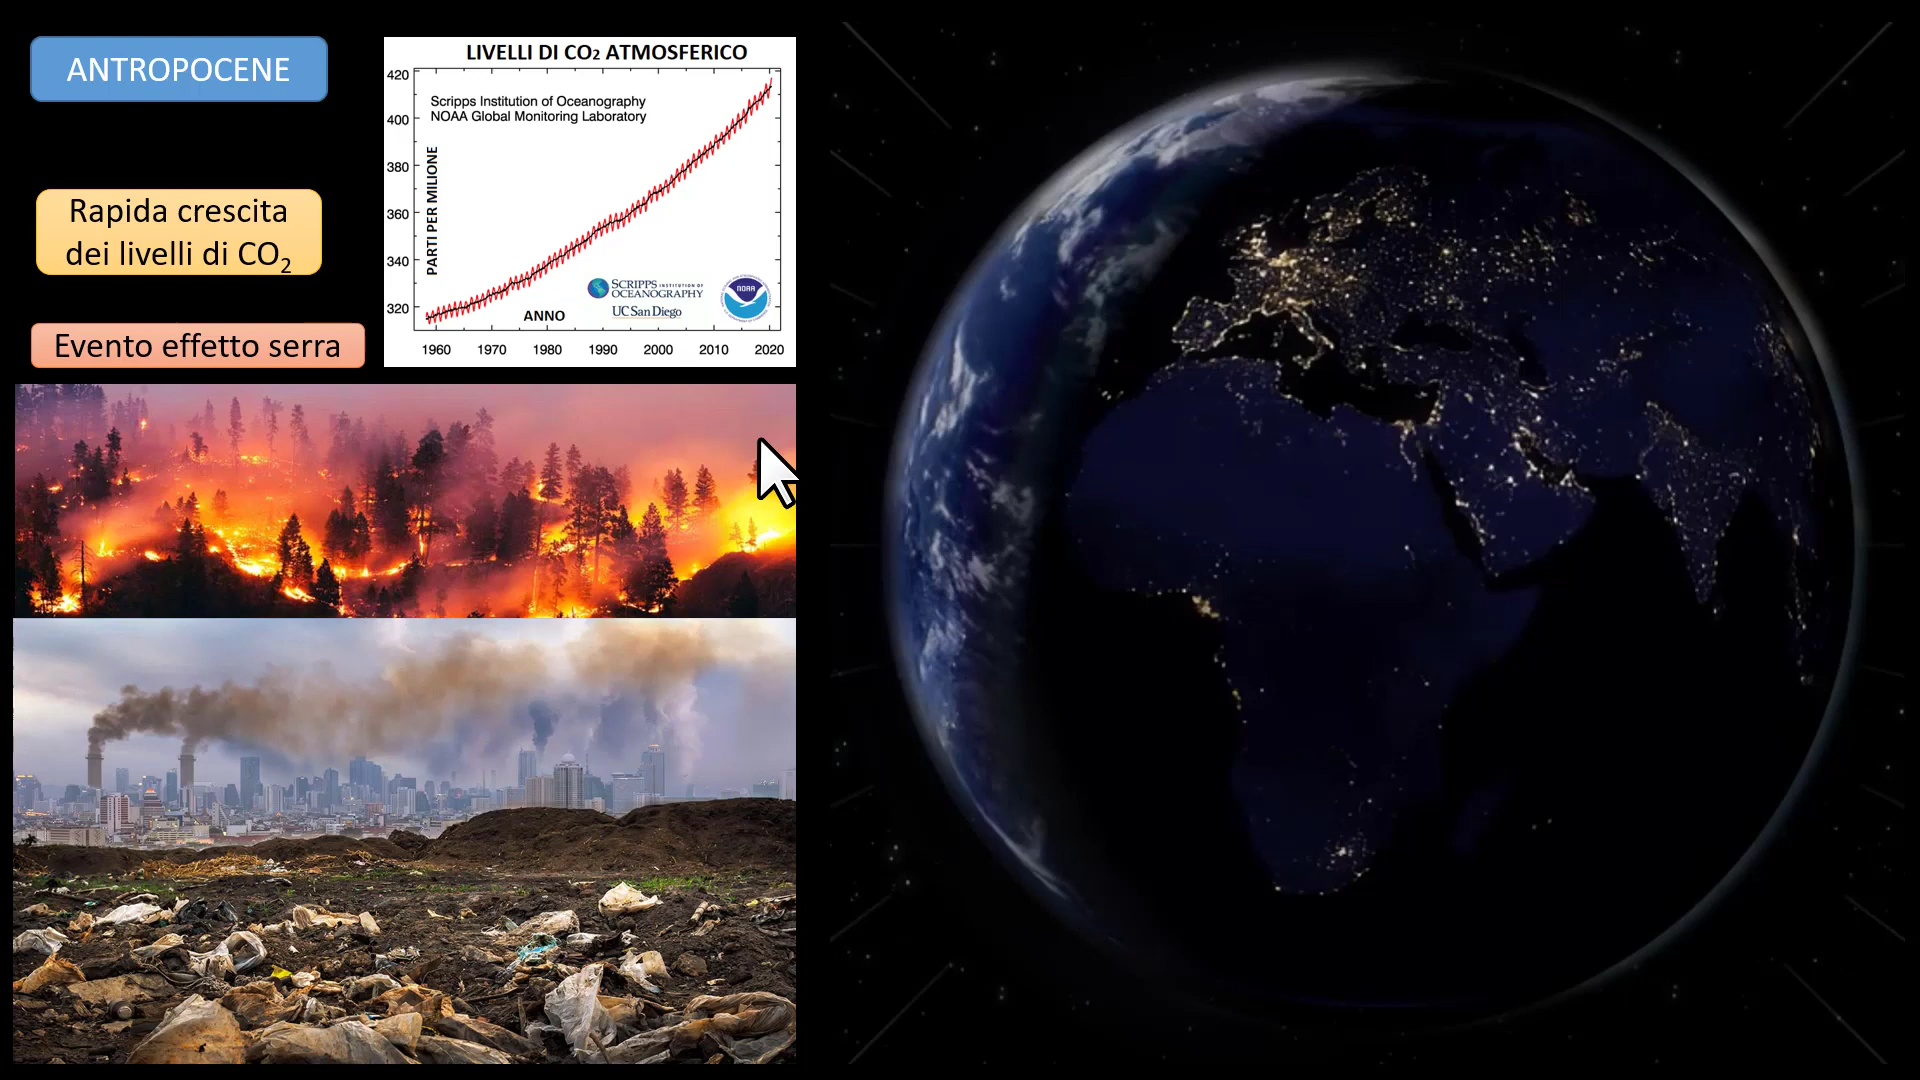 ANTROPOCENE
Rapida crescita
dei livelli di CO₂
Evento effetto serra
LIVELLI DI CO₂ ATMOSFERICO
Scripps Institution of Oceanography
NOAA Global Monitoring Laboratory
PARTI PER MILIONE
420
400
380
360
340
320
SCRIPPS INSTITUTION OF
OCEANOGRAPHY
UC San Diego
NOAA
ANNO
1960 1970 1980 1990 2000 2010 2020